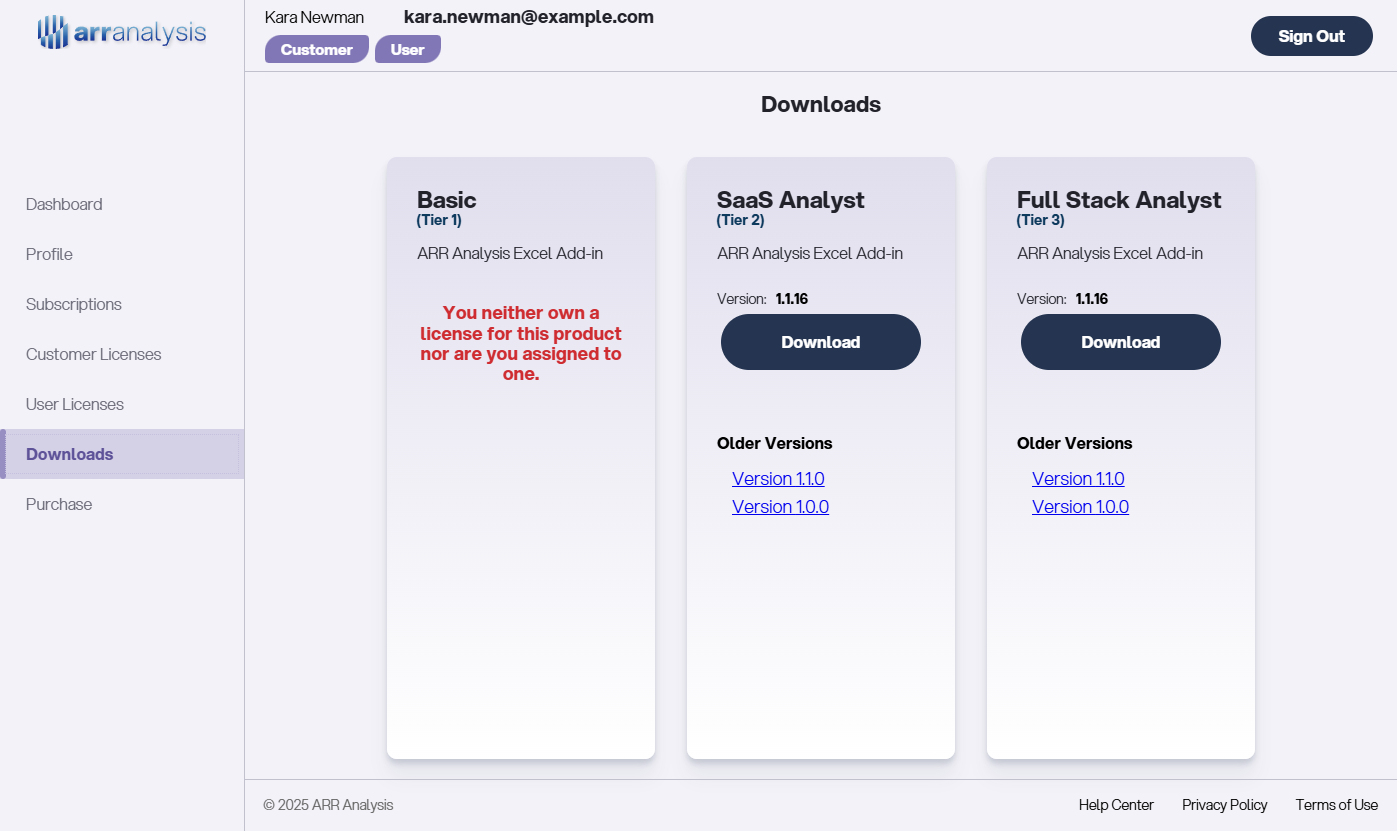 arranalysis
Kara Newman kara.newman@example.com
Customer User
Sign Out
Dashboard
Profile
Subscriptions
Customer Licenses
User Licenses
Downloads
Purchase
Downloads
Basic
(Tier 1)
ARR Analysis Excel Add-in
You neither own a
license for this product
nor are you assigned to
one.
SaaS Analyst
(Tier 2)
ARR Analysis Excel Add-in
Version: 1.1.16
Download
Older Versions
Version 1.1.0
Version 1.0.0
Full Stack Analyst
(Tier 3)
ARR Analysis Excel Add-in
Version: 1.1.16
Download
Older Versions
Version 1.1.0
Version 1.0.0
© 2025 ARR Analysis
Help Center Privacy Policy Terms of Use